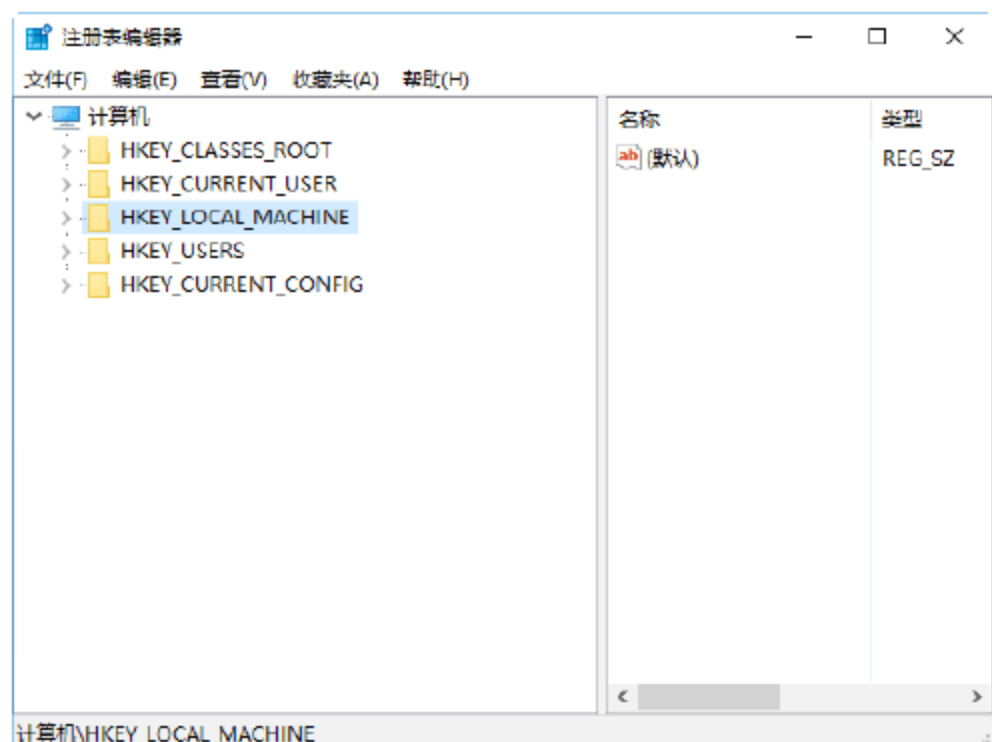 注册表编辑器
文件(F) 编辑(E) 查看(V) 收藏夹(A) 帮助(H)
计算机
HKEY_CLASSES_ROOT
HKEY_CURRENT_USER
HKEY_LOCAL_MACHINE
HKEY_USERS
HKEY_CURRENT_CONFIG
名称 类型
ab (默认) REG_SZ
计算机\HKEY_LOCAL_MACHINE